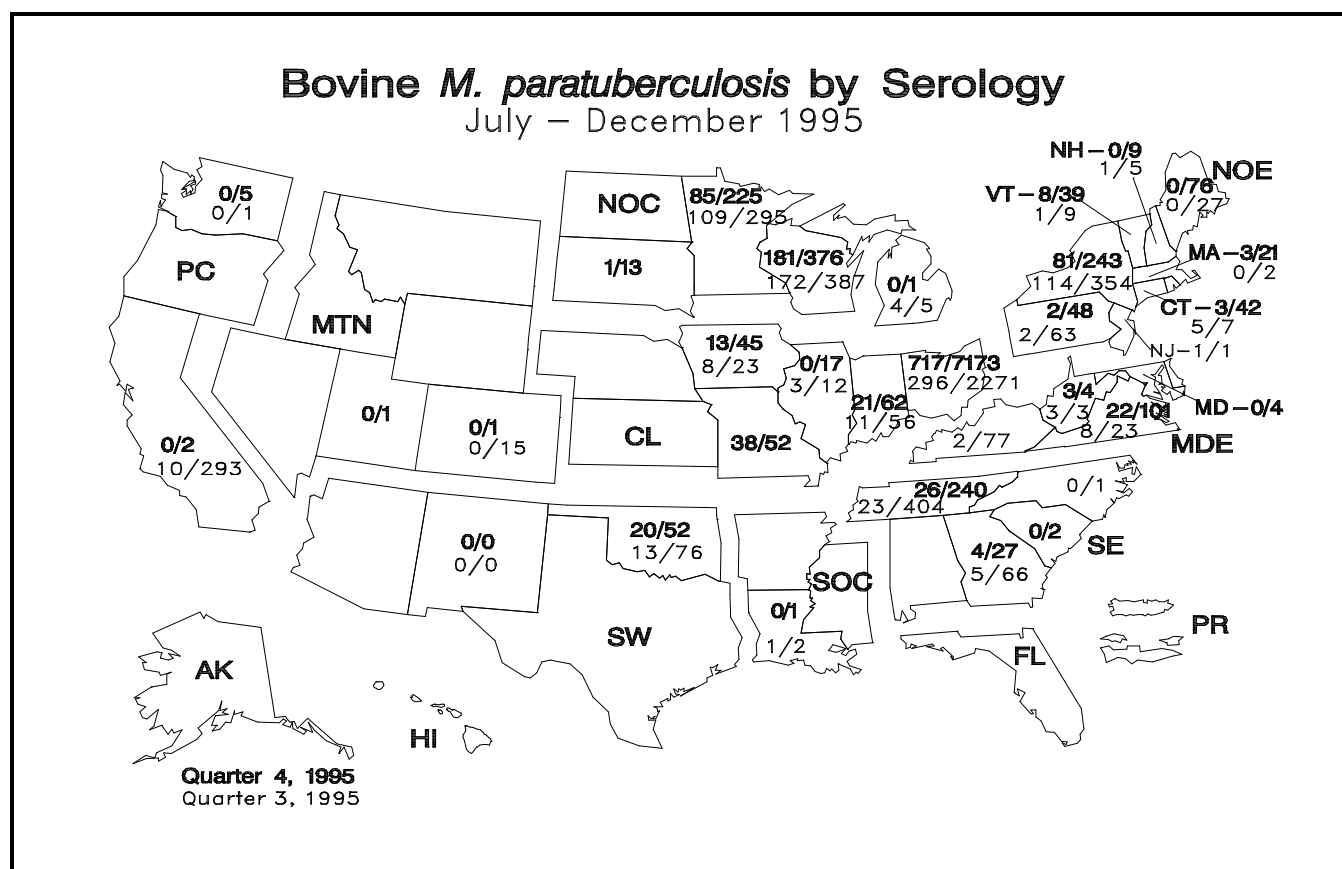 Bovine M. paratuberculosis by Serology
July – December 1995
NH – 0/9
1/5
NOE
0/76
0/27
VT – 8/39
1/9
0/5
0/1
NOC
85/225
109/295
PC
1/13
181/376
172/387
0/1
4/5
81/243
114/354
MA – 3/21
0/2
MTN
2/48
2/63
CT – 3/42
5/7
NJ – 1/1
13/45
8/23
0/17
3/12
717/7173
296/2271
0/1
0/1
0/15
21/62
11/56
3/4
3/3
22/101
8/23
MD – 0/4
MDE
0/2
10/293
CL
38/52
2/77
26/240
23/404
0/1
0/0
0/0
20/52
13/76
4/27
5/66
0/2
SE
SOC
0/1
1/2
SW
FL
PR
AK
HI
Quarter 4, 1995
Quarter 3, 1995